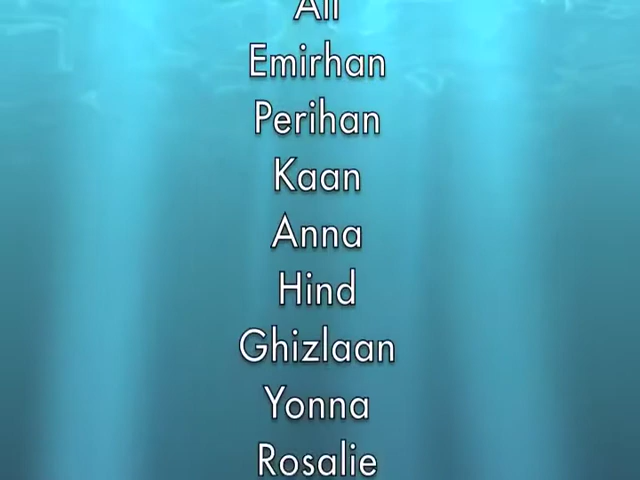 Emirhan
Perihan
Kaan
Anna
Hind
Ghizlaan
Yonna
Rosalie